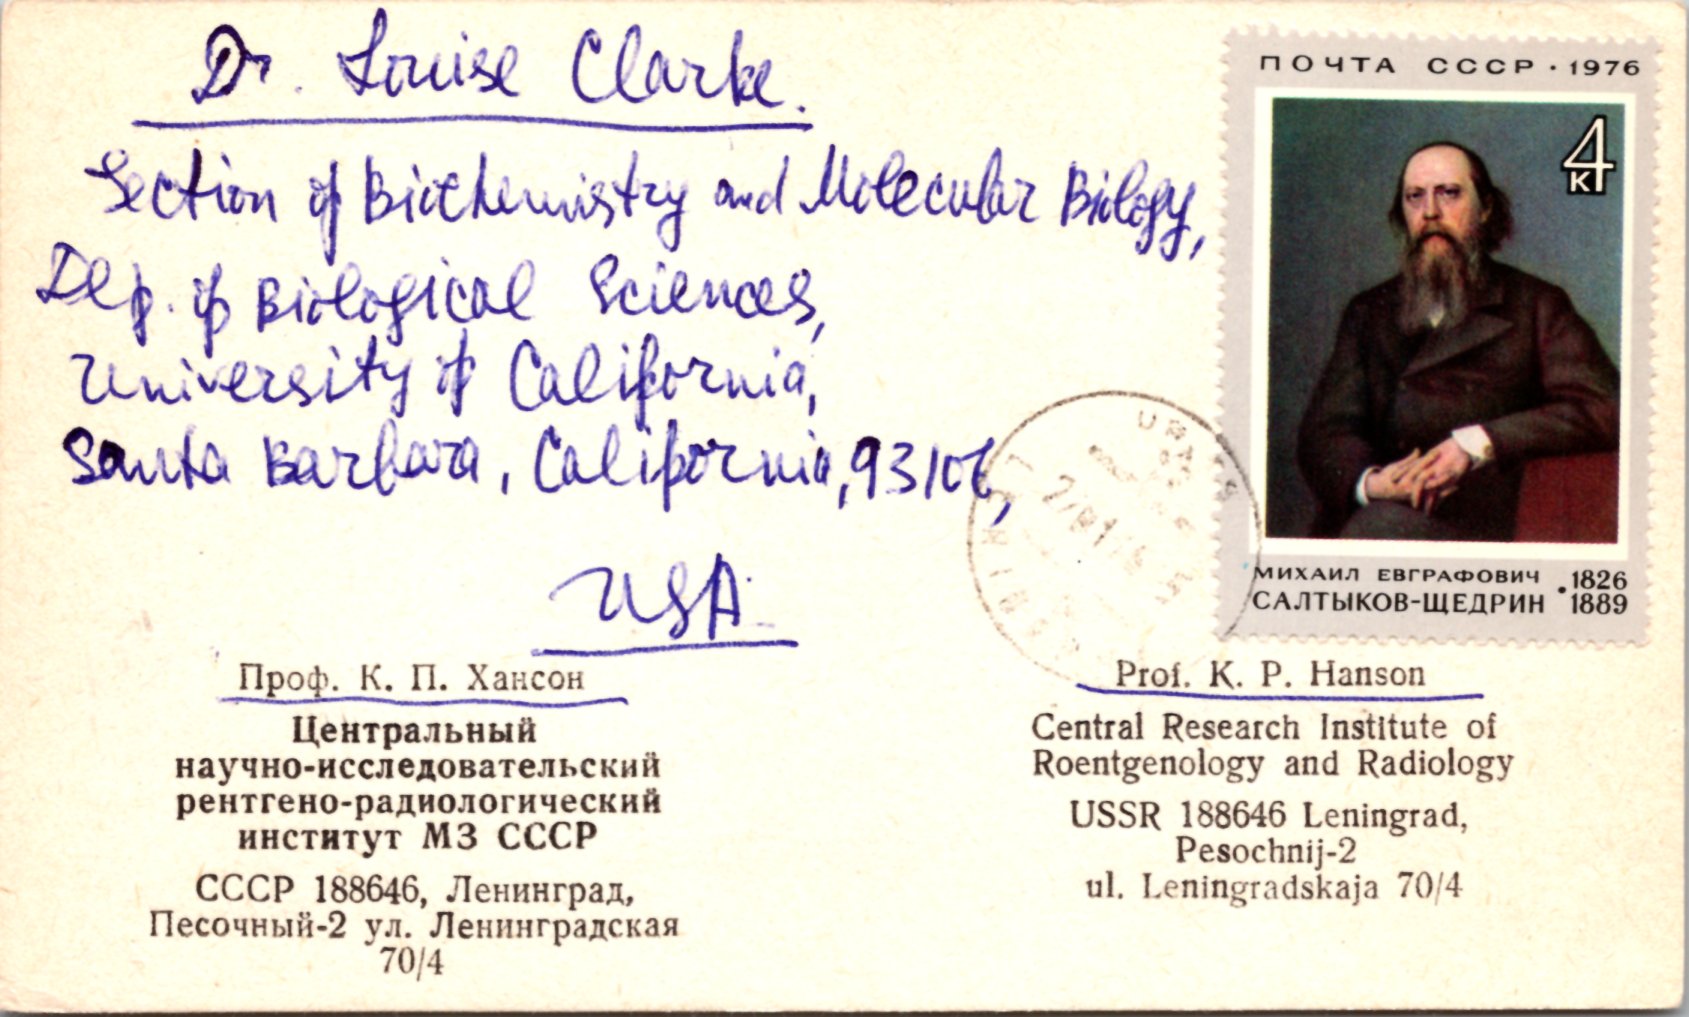 Dr. Louise Clarke.
Section of Biochemistry and Molecular Biology,
Dep. of Biological Sciences,
University of California,
Santa Barbara, California, 93106,
USA
ПОЧТА СССР · 1976
4
К
МИХАИЛ ЕВГРАФОВИЧ
САЛТЫКОВ-ЩЕДРИН
· 1826
1889
Проф. К. П. Хансон
Центральный
научно-исследовательский
рентгено-радиологический
институт МЗ СССР
СССР 188646, Ленинград,
Песочный-2 ул. Ленинградская
70/4
Prof. K. P. Hanson
Central Research Institute of
Roentgenology and Radiology
USSR 188646 Leningrad,
Pesochnij-2
ul. Leningradskaja 70/4